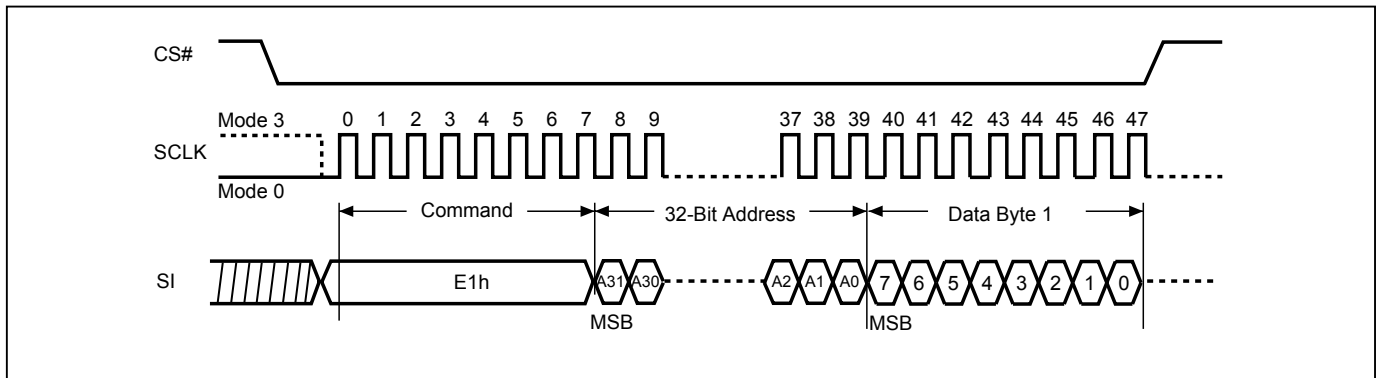 CS#
Mode 3 0 1 2 3 4 5 6 7 8 9 37 38 39 40 41 42 43 44 45 46 47
SCLK
Mode 0
Command 32-Bit Address Data Byte 1
SI E1h A31 A30 A2 A1 A0 7 6 5 4 3 2 1 0
MSB MSB